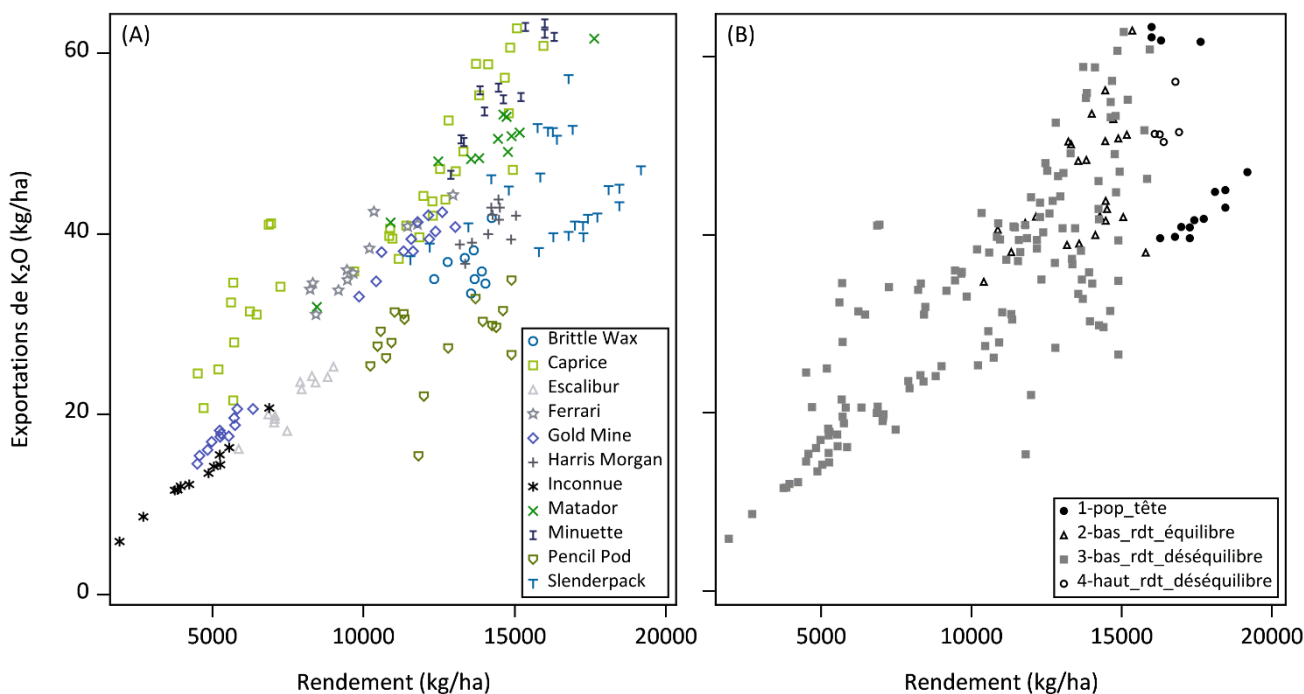 (A)
(B)
Exportations de K₂O (kg/ha)
60
40
20
0
Brittle Wax
Caprice
Escalibur
Ferrari
Gold Mine
Harris Morgan
Inconnue
Matador
Minuette
Pencil Pod
Slenderpack
1-pop_tête
2-bas_rdt_équilibre
3-bas_rdt_déséquilibre
4-haut_rdt_déséquilibre
5000 10000 15000 20000
5000 10000 15000 20000
Rendement (kg/ha)
Rendement (kg/ha)